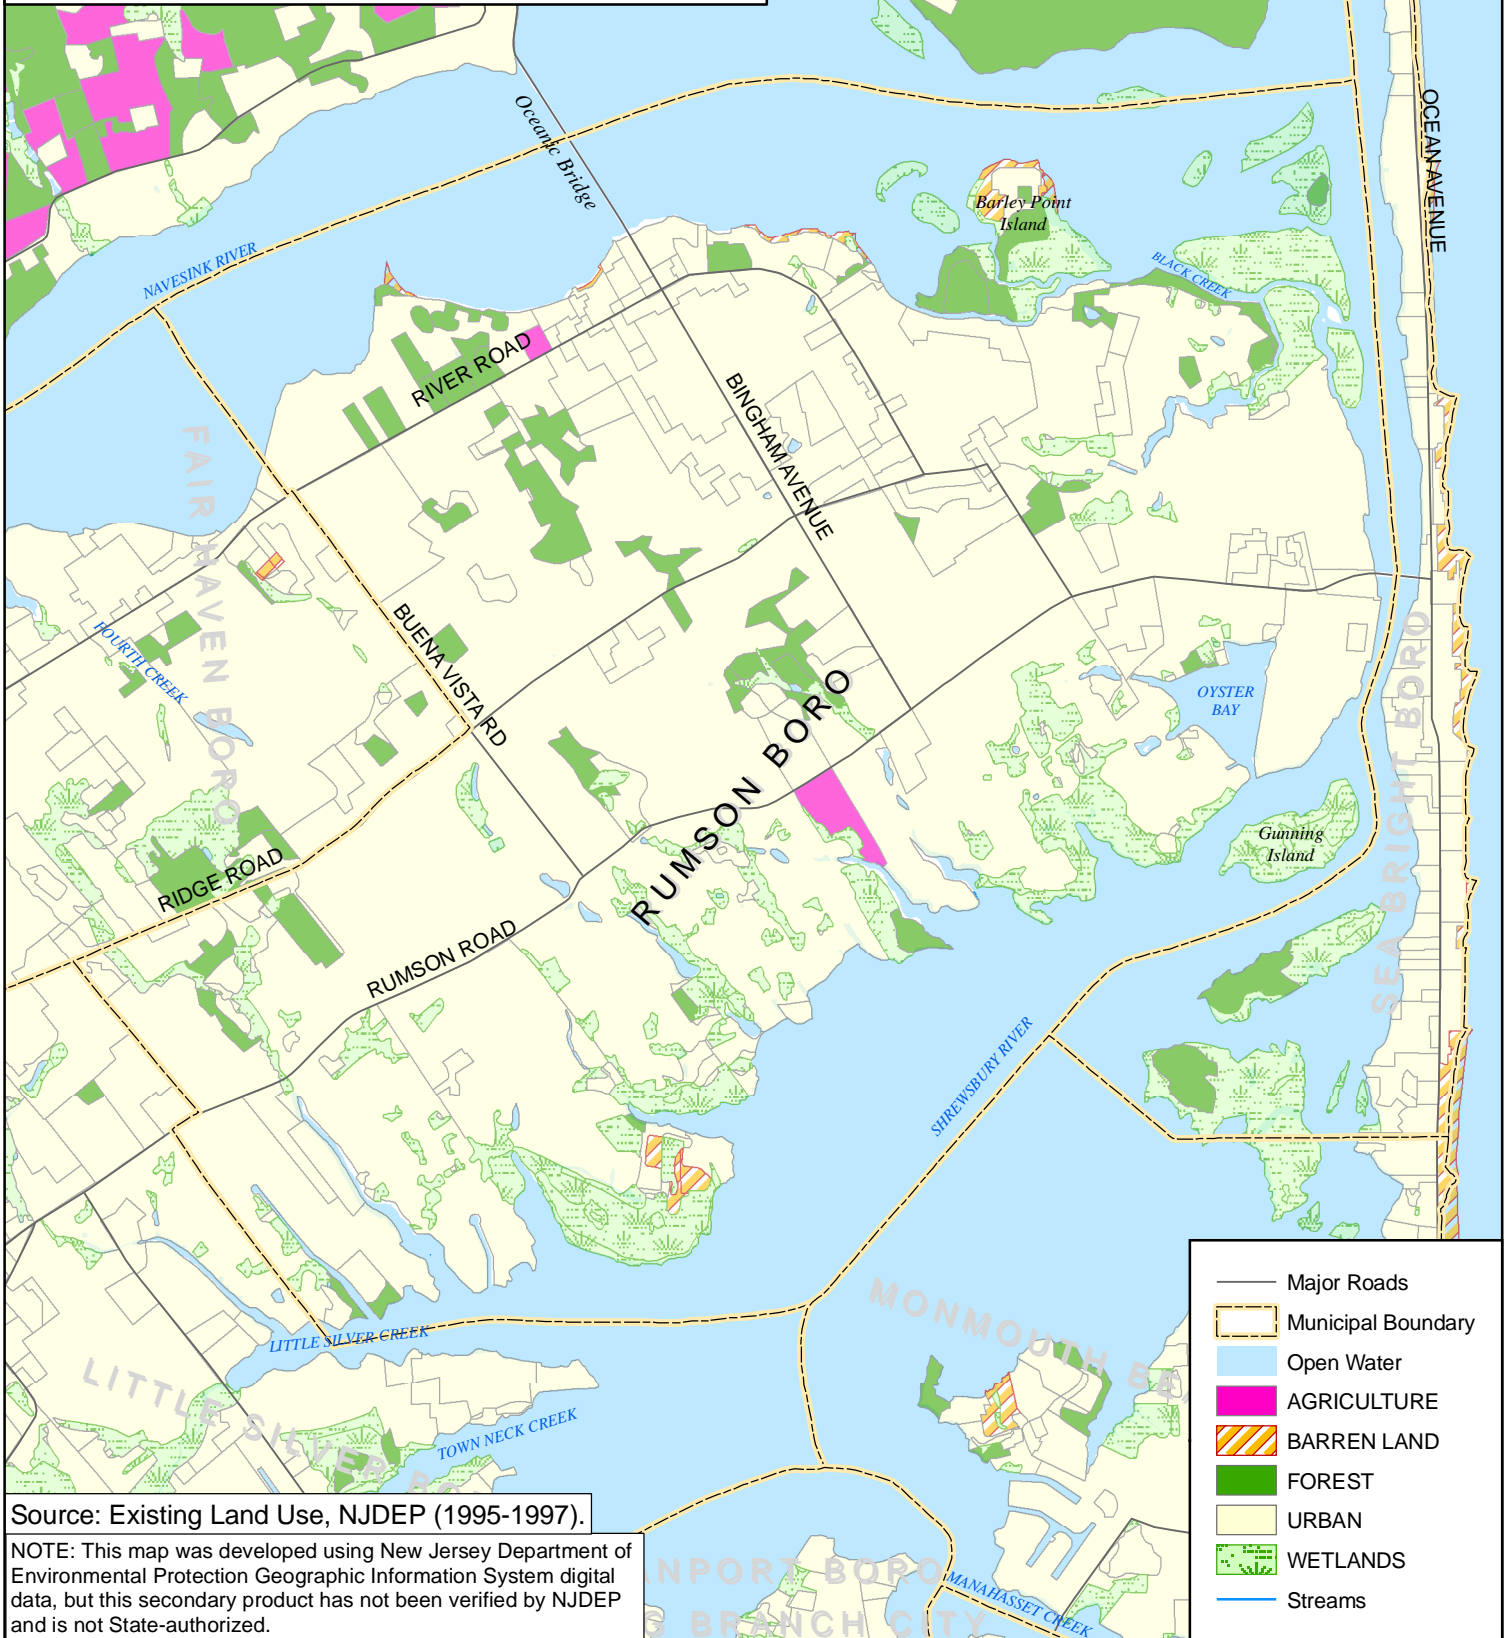 Oceanic Bridge
OCEAN AVENUE
Barley Point
Island
NAVESINK RIVER
BLACK CREEK
RIVER ROAD
BINGHAM AVENUE
FAIR HAVEN BORO
FOURTH CREEK
BUENA VISTA RD
RUMSON BORO
OYSTER
BAY
SEA BRIGHT BORO
Gunning
Island
RIDGE ROAD
RUMSON ROAD
SHREWSBURY RIVER
LITTLE SILVER CREEK
MONMOUTH BEA
LITTLE SILVER BO
TOWN NECK CREEK
Major Roads
Municipal Boundary
Open Water
AGRICULTURE
BARREN LAND
FOREST
URBAN
WETLANDS
Streams
Source: Existing Land Use, NJDEP (1995-1997).
NOTE: This map was developed using New Jersey Department of
Environmental Protection Geographic Information System digital
data, but this secondary product has not been verified by NJDEP
and is not State-authorized.
NPORT BORO
MANAHASSET CREEK
G BRANCH CITY